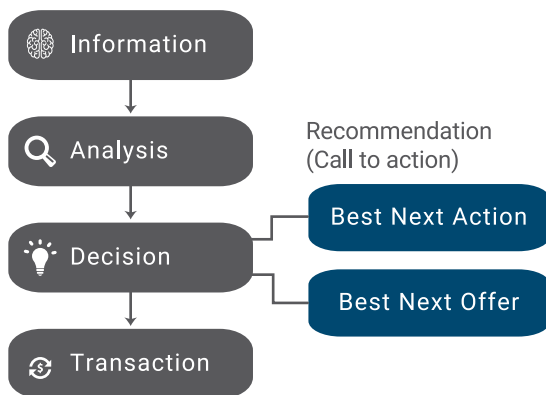 Information
Analysis
Recommendation
(Call to action)
Best Next Action
Decision
Best Next Offer
Transaction
$